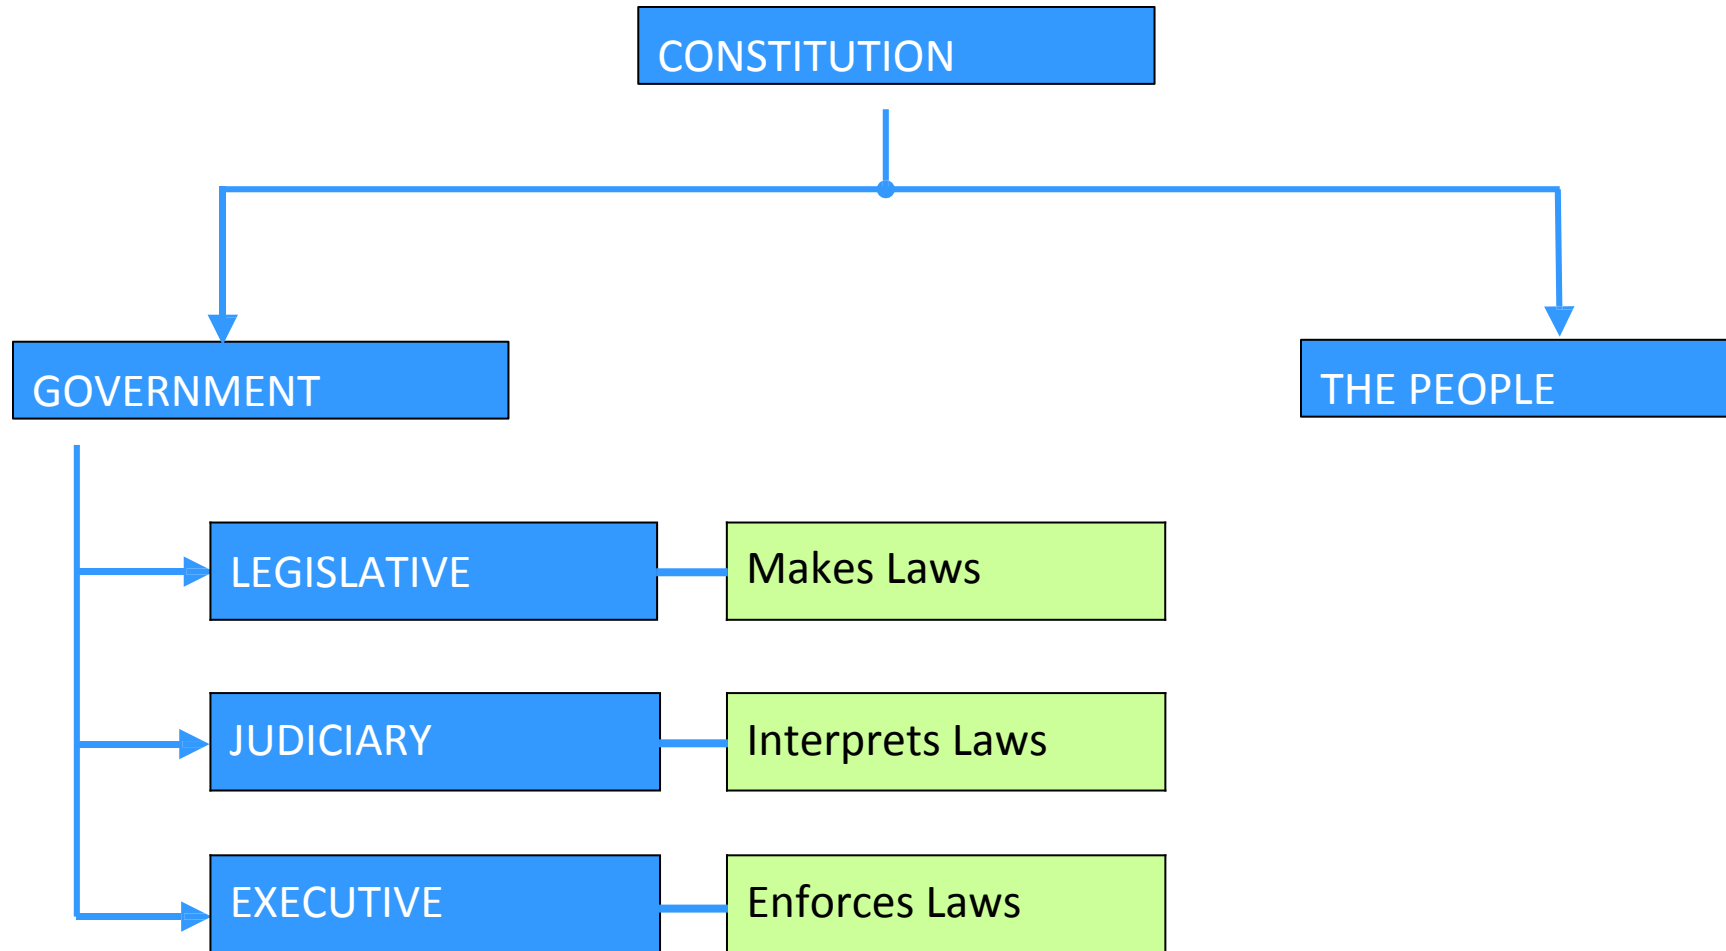 CONSTITUTION
GOVERNMENT
THE PEOPLE
LEGISLATIVE
Makes Laws
JUDICIARY
Interprets Laws
EXECUTIVE
Enforces Laws